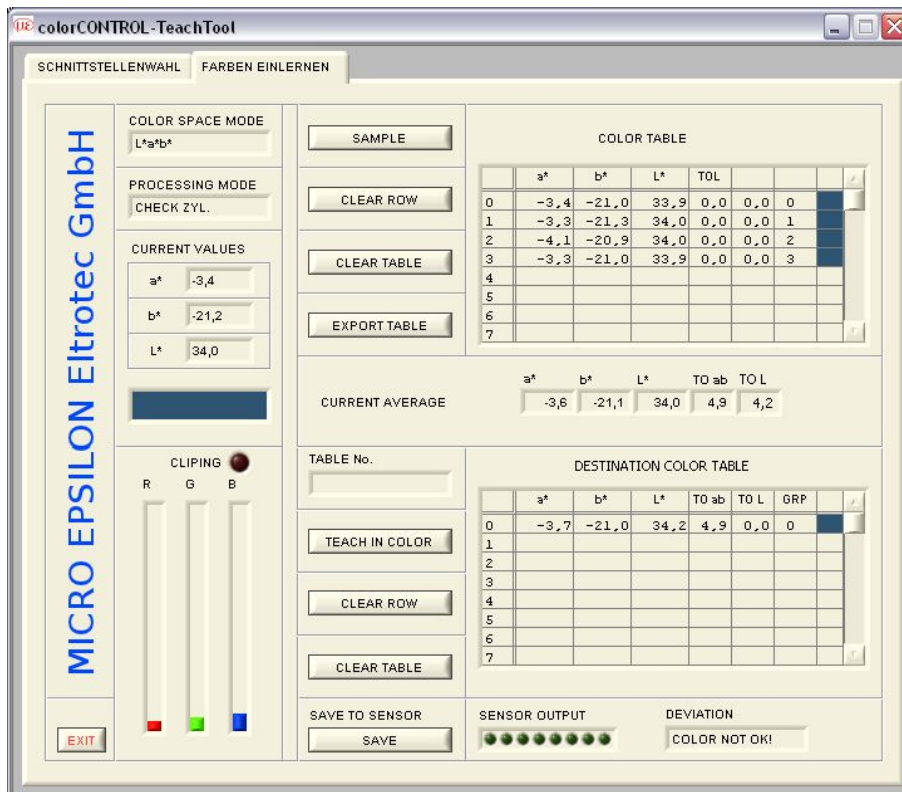 colorCONTROL-TeachTool
SCHNITTSTELLENWAHL FARBEN EINLERNEN
MICRO EPSILON Eltrotec GmbH
COLOR SPACE MODE
L*a*b*
PROCESSING MODE
CHECK ZYL.
CURRENT VALUES
a* -3,4
b* -21,2
L* 34,0
CLIPING
R G B
EXIT
SAMPLE
CLEAR ROW
CLEAR TABLE
EXPORT TABLE
COLOR TABLE
a* b* L* TOL
0 -3,4 -21,0 33,9 0,0 0,0 0
1 -3,3 -21,3 34,0 0,0 0,0 1
2 -4,1 -20,9 34,0 0,0 0,0 2
3 -3,3 -21,0 33,9 0,0 0,0 3
4
5
6
7
a* b* L* TO ab TO L
CURRENT AVERAGE -3,6 -21,1 34,0 4,9 4,2
TABLE No.
TEACH IN COLOR
CLEAR ROW
CLEAR TABLE
DESTINATION COLOR TABLE
a* b* L* TO ab TO L GRP
0 -3,7 -21,0 34,2 4,9 0,0 0
1
2
3
4
5
6
7
SAVE TO SENSOR
SAVE
SENSOR OUTPUT
DEVIATION
COLOR NOT OK!